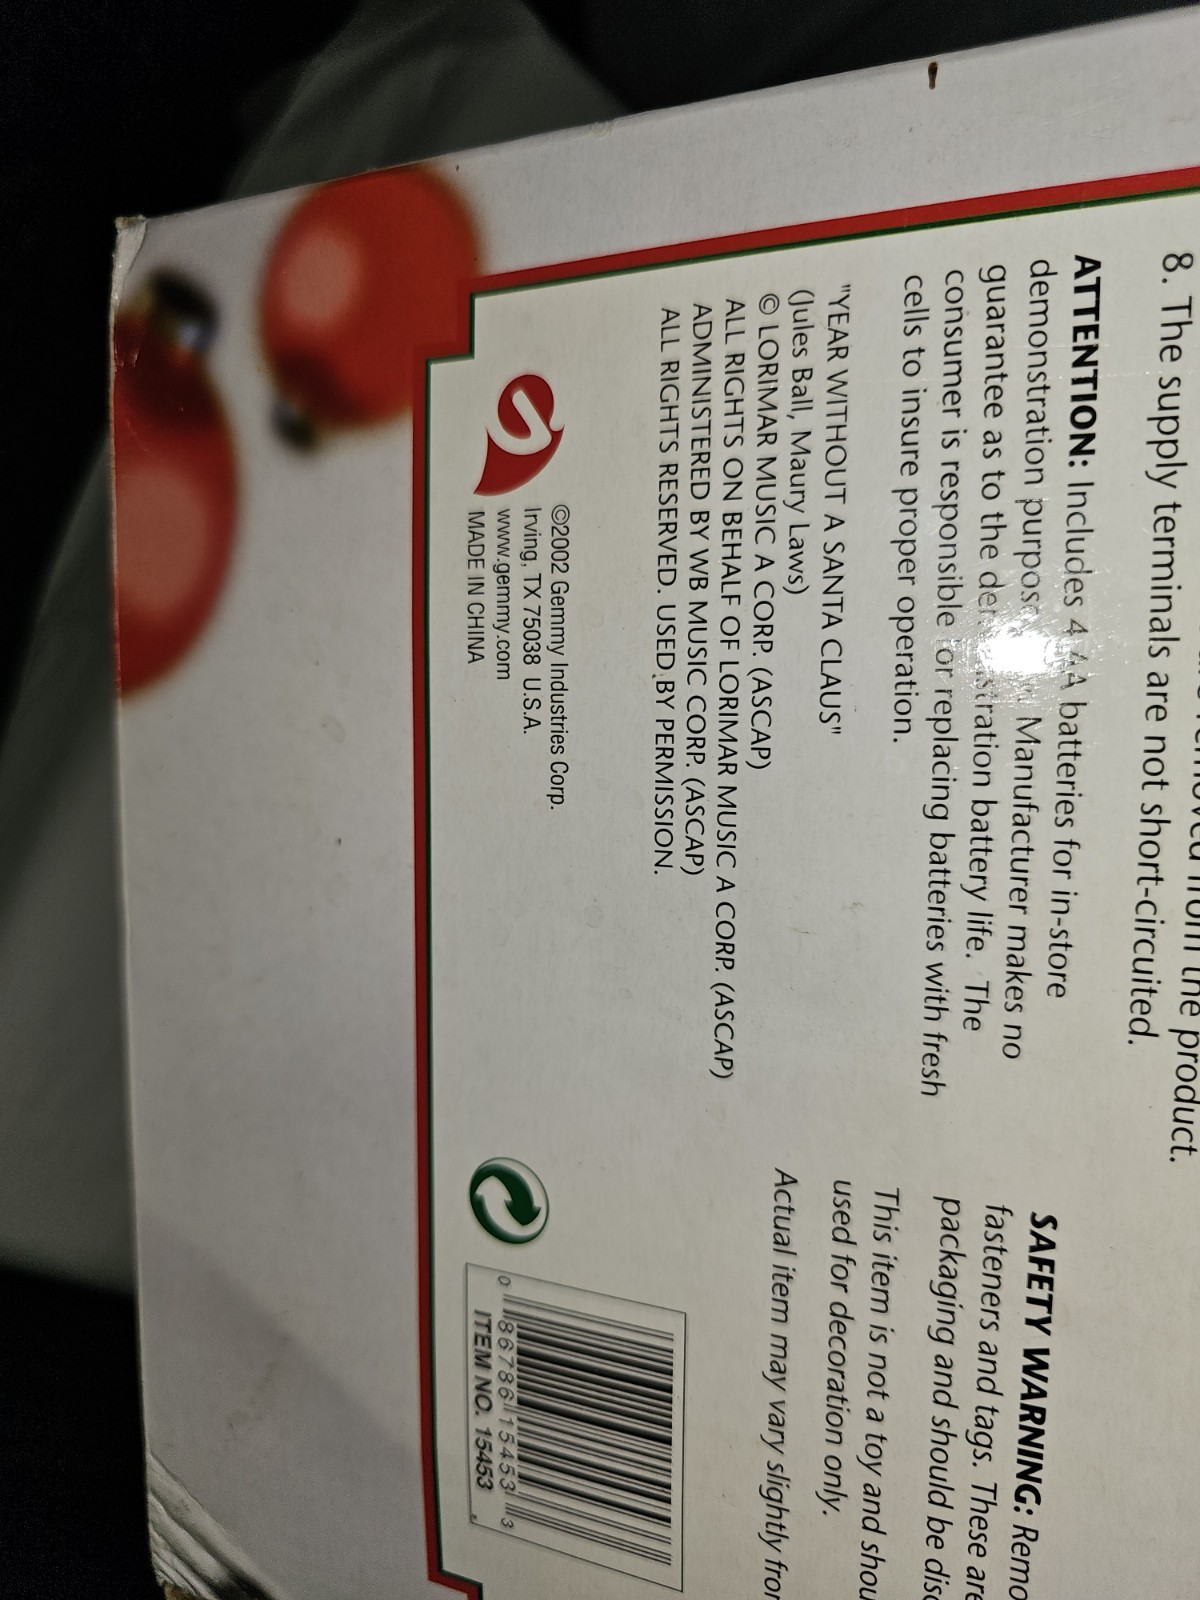 the product.
8. The supply terminals are not short-circuited.
ATTENTION: Includes 4 AA batteries for in-store
demonstration Manufacturer makes no
guarantee as to the battery life. The
consumer is responsible for replacing batteries with fresh
cells to insure proper operation.
"YEAR WITHOUT A SANTA CLAUS"
(Jules Ball, Maury Laws)
© LORIMAR MUSIC A CORP. (ASCAP)
ALL RIGHTS ON BEHALF OF LORIMAR MUSIC A CORP. (ASCAP)
ADMINISTERED BY WB MUSIC CORP. (ASCAP)
ALL RIGHTS RESERVED. USED BY PERMISSION.
©2002 Gemmy Industries Corp.
Irving, TX 75038 U.S.A.
www.gemmy.com
MADE IN CHINA
SAFETY WARNING: Remo
fasteners and tags. These are
packaging and should be disc
This item is not a toy and shou
used for decoration only.
Actual item may vary slightly from
0 86786 15453 3
ITEM NO. 15453